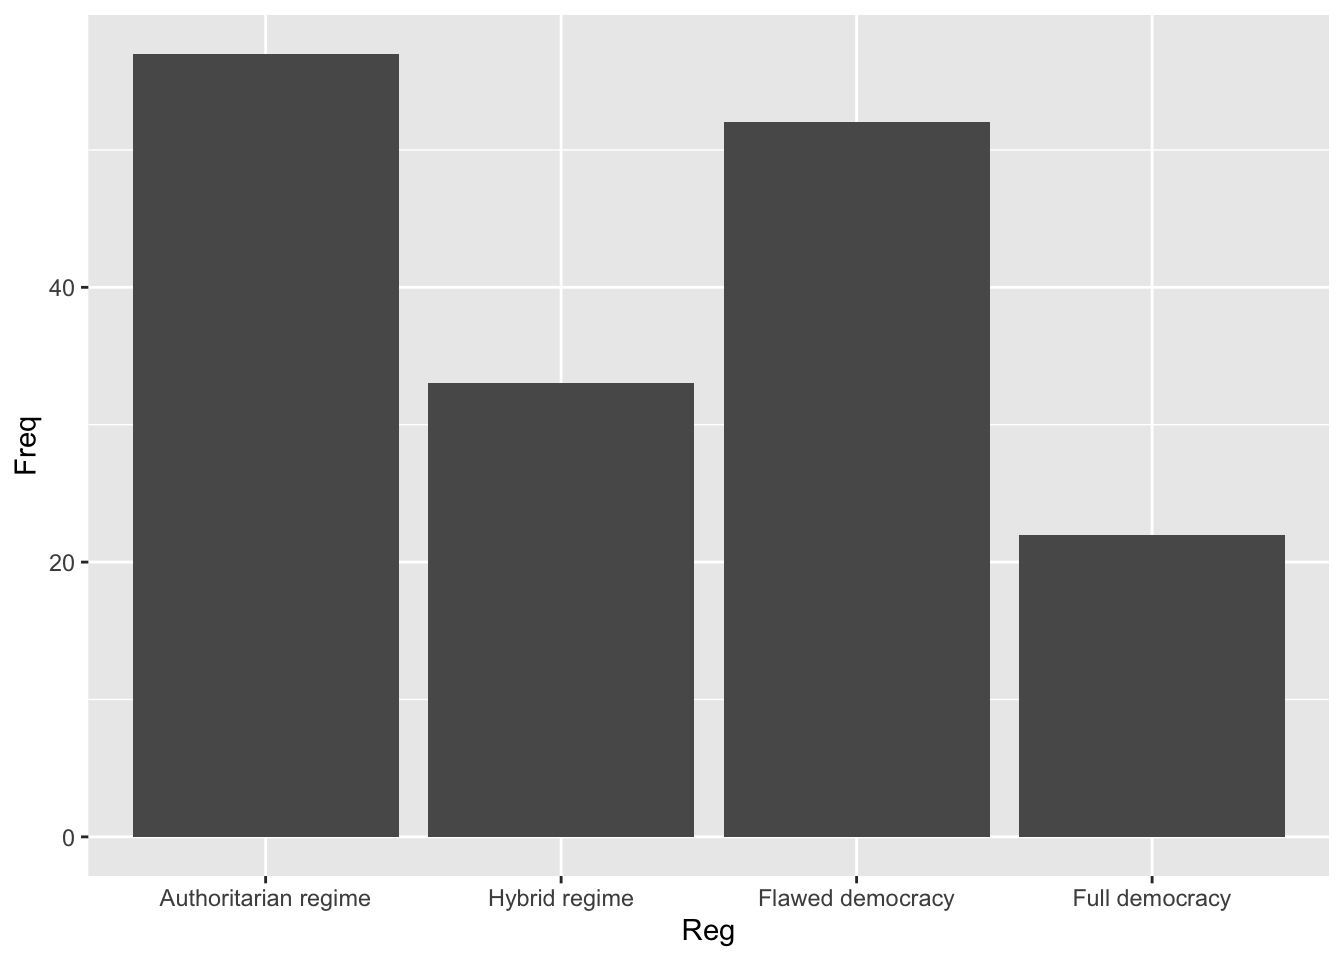 Freq
40
20
0
Authoritarian regime
Hybrid regime
Flawed democracy
Full democracy
Reg